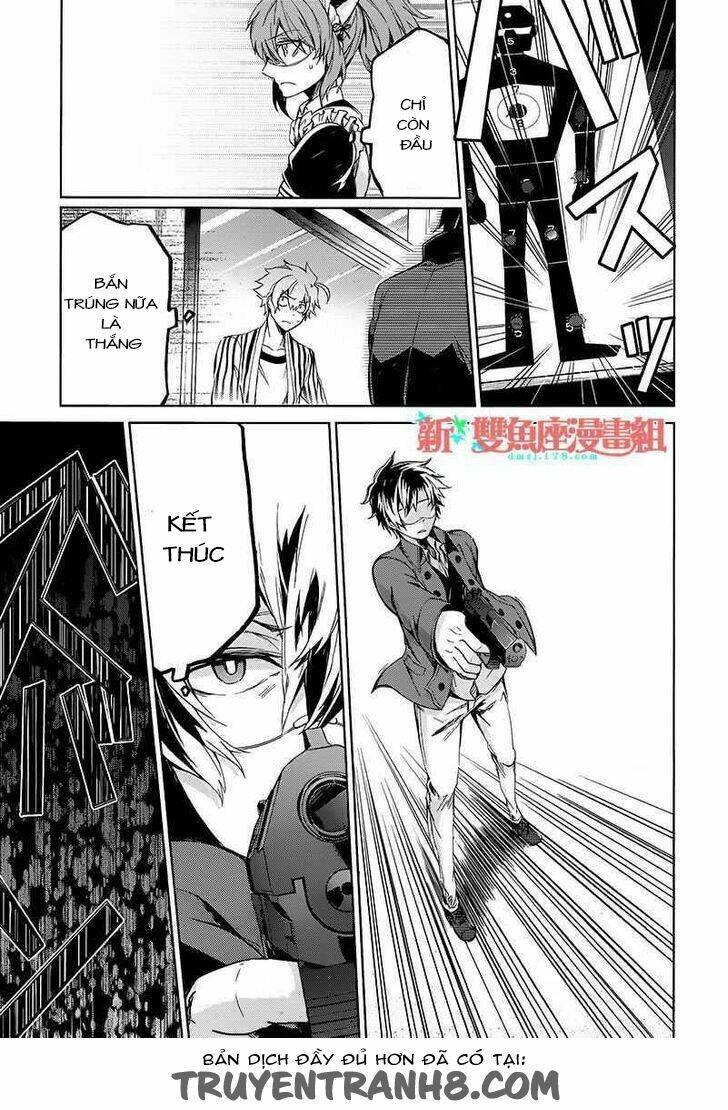 CHỈ
CÒN
ĐẦU
BẮN
TRÚNG NỮA
LÀ
THẮNG
新 雙魚座漫畫組
dmzj.178.com
KẾT
THÚC
BẢN DỊCH ĐẦY ĐỦ HƠN ĐÃ CÓ TẠI:
TRUYENTRANH8.COM